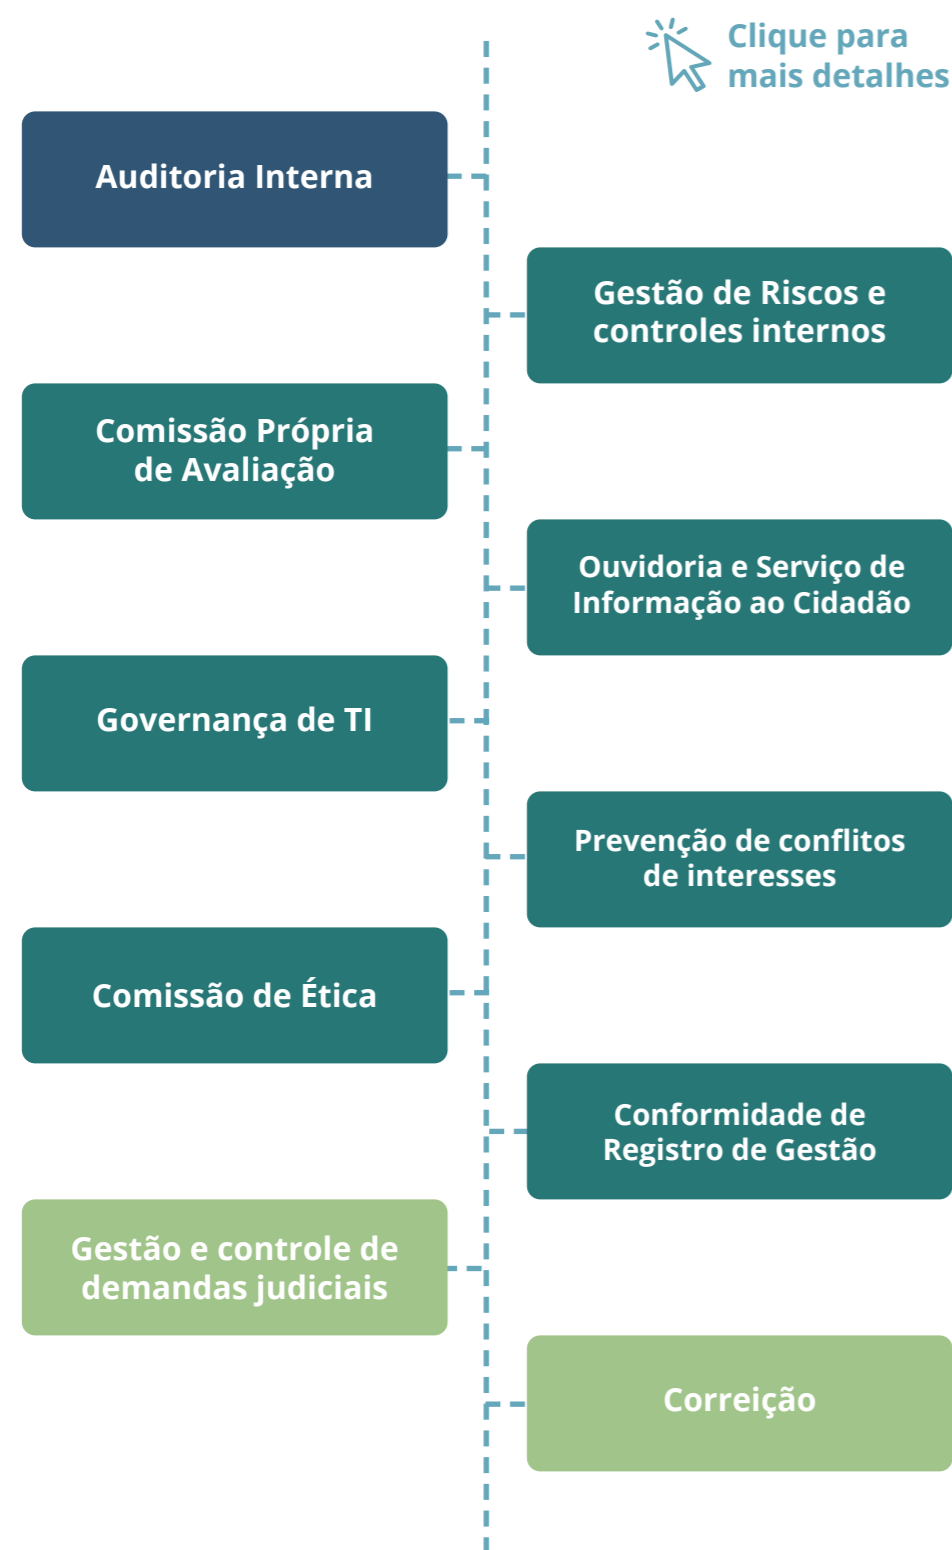 Clique para
mais detalhes
Auditoria Interna
Gestão de Riscos e
controles internos
Comissão Própria
de Avaliação
Ouvidoria e Serviço de
Informação ao Cidadão
Governança de TI
Prevenção de conflitos
de interesses
Comissão de Ética
Conformidade de
Registro de Gestão
Gestão e controle de
demandas judiciais
Correição